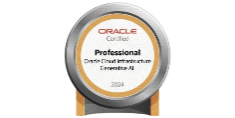 ORACLE
Certified
Professional
Oracle Cloud Infrastructure
Generative AI
2024